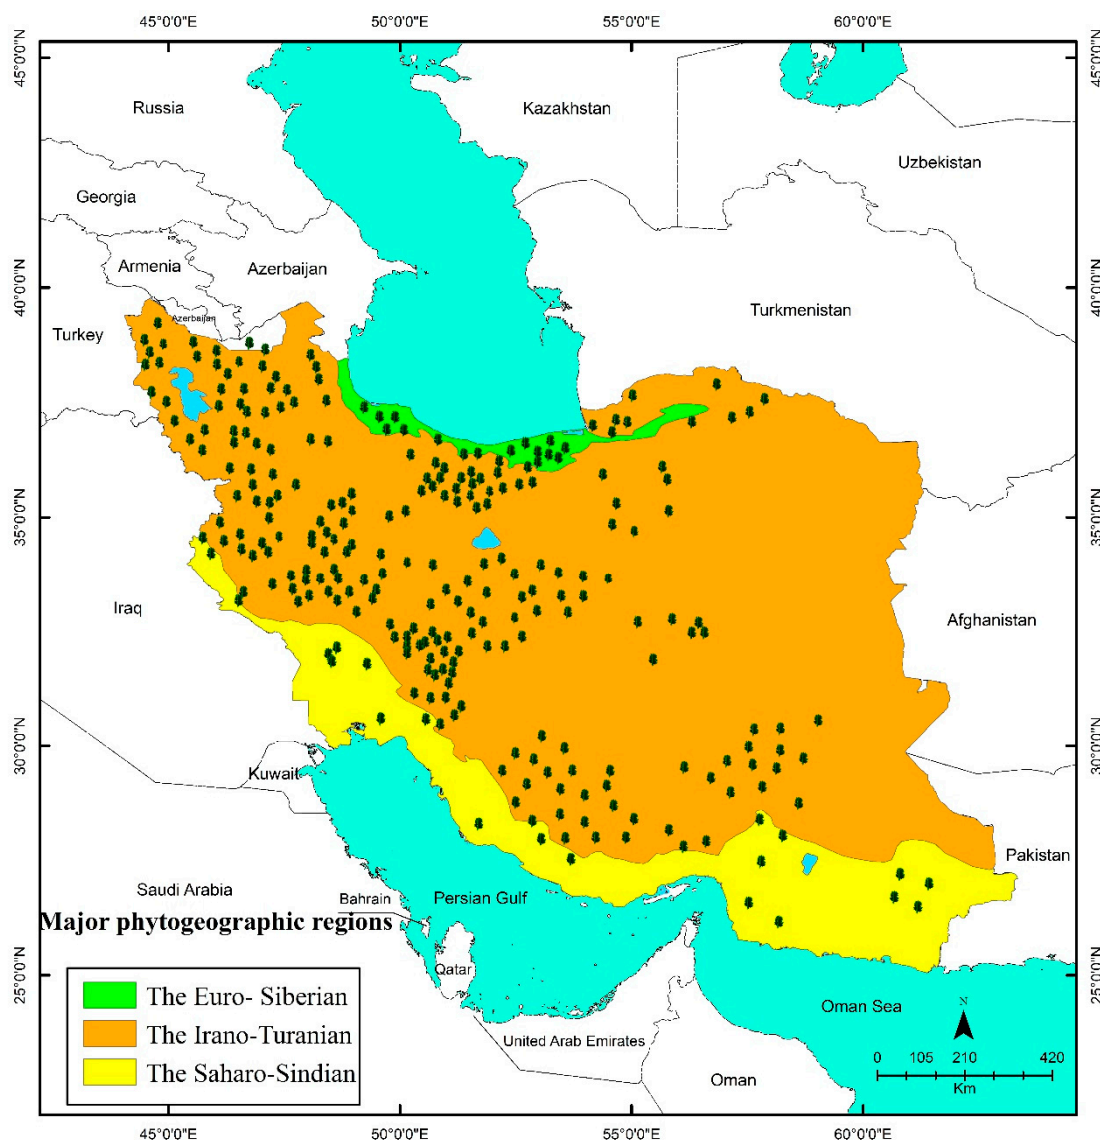 45°0'0"E 50°0'0"E 55°0'0"E 60°0'0"E
45°0'0"N 45°0'0"N
Russia
Kazakhstan
Uzbekistan
Georgia
Armenia
Azerbaijan
40°0'0"N 40°0'0"N
Turkmenistan
Azerbaijan
Turkey
35°0'0"N 35°0'0"N
Iraq
Afghanistan
30°0'0"N 30°0'0"N
Kuwait
Pakistan
Saudi Arabia
Bahrain
Persian Gulf
Major phytogeographic regions
Qatar
25°0'0"N 25°0'0"N
The Euro- Siberian
The Irano-Turanian
The Saharo-Sindian
Oman Sea
N
United Arab Emirates
Oman
0 105 210 420
Km
45°0'0"E 50°0'0"E 55°0'0"E 60°0'0"E